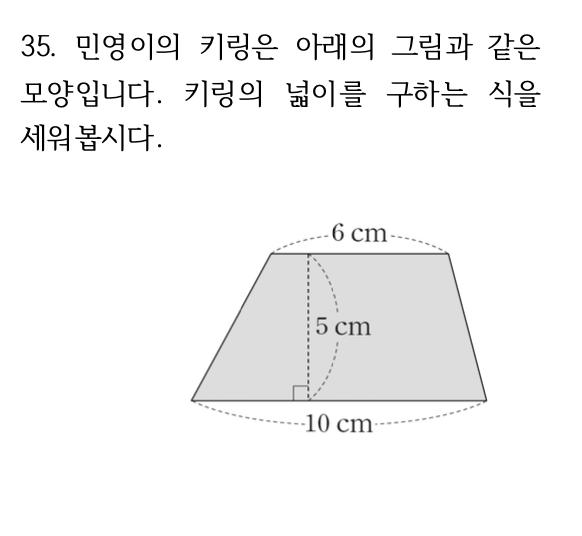 35. 민영이의 키링은 아래의 그림과 같은
모양입니다. 키링의 넓이를 구하는 식을
세워봅시다.
6 cm
5 cm
10 cm